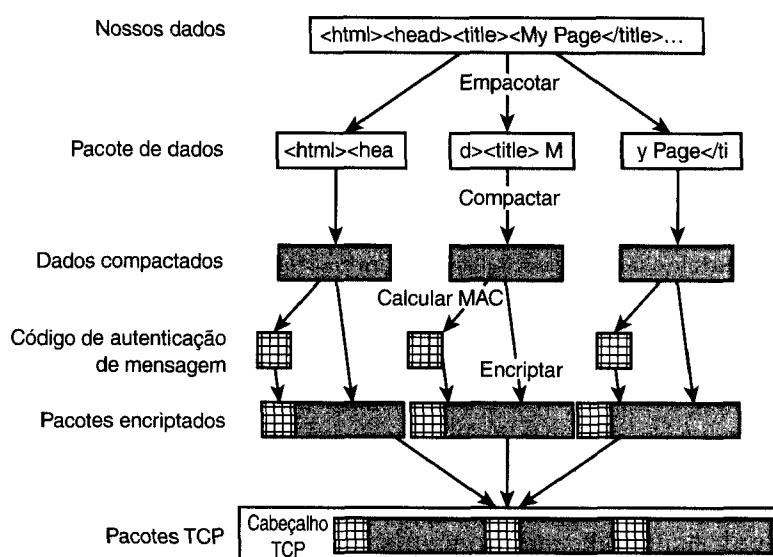 Nossos dados
<html><head><title><My Page</title>...
Empacotar
Pacote de dados
<html><hea
d><title> M
y Page</ti
Compactar
Dados compactados
Calcular MAC
Código de autenticação
de mensagem
Encriptar
Pacotes encriptados
Pacotes TCP
Cabeçalho
TCP